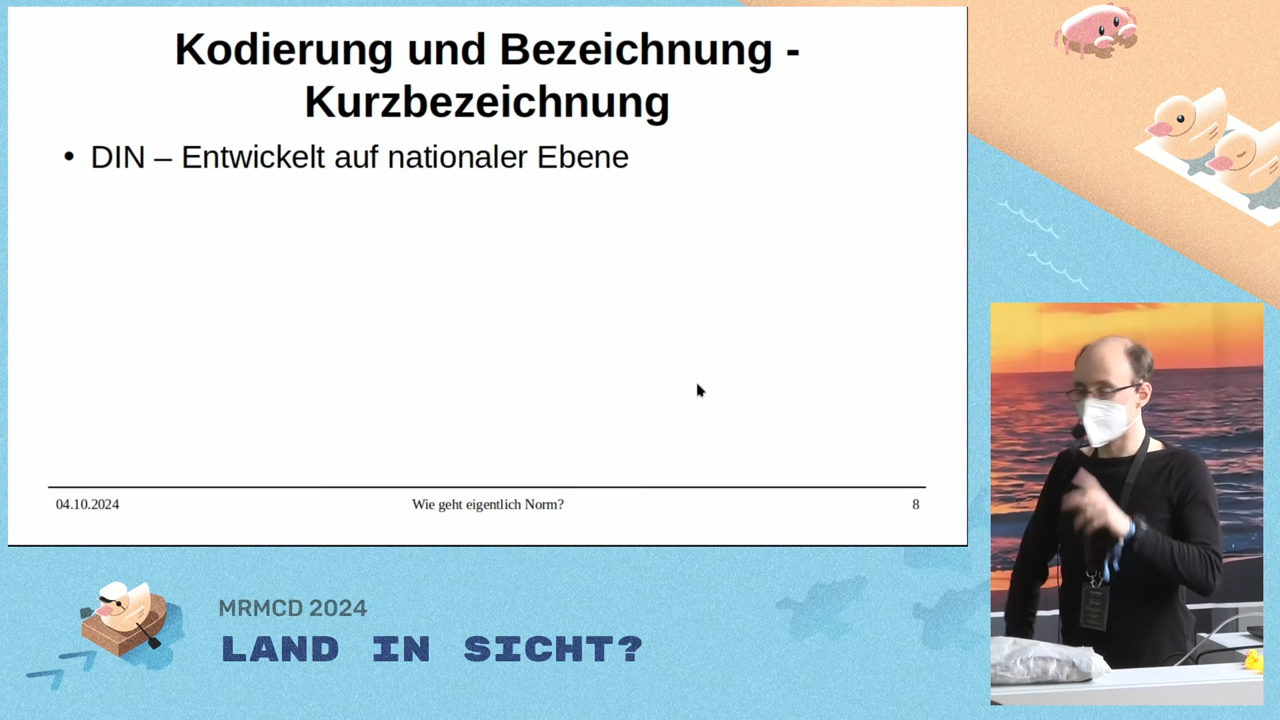 Kodierung und Bezeichnung -
Kurzbezeichnung
• DIN – Entwickelt auf nationaler Ebene
04.10.2024 Wie geht eigentlich Norm? 8
MRMCD 2024
LAND IN SICHT?